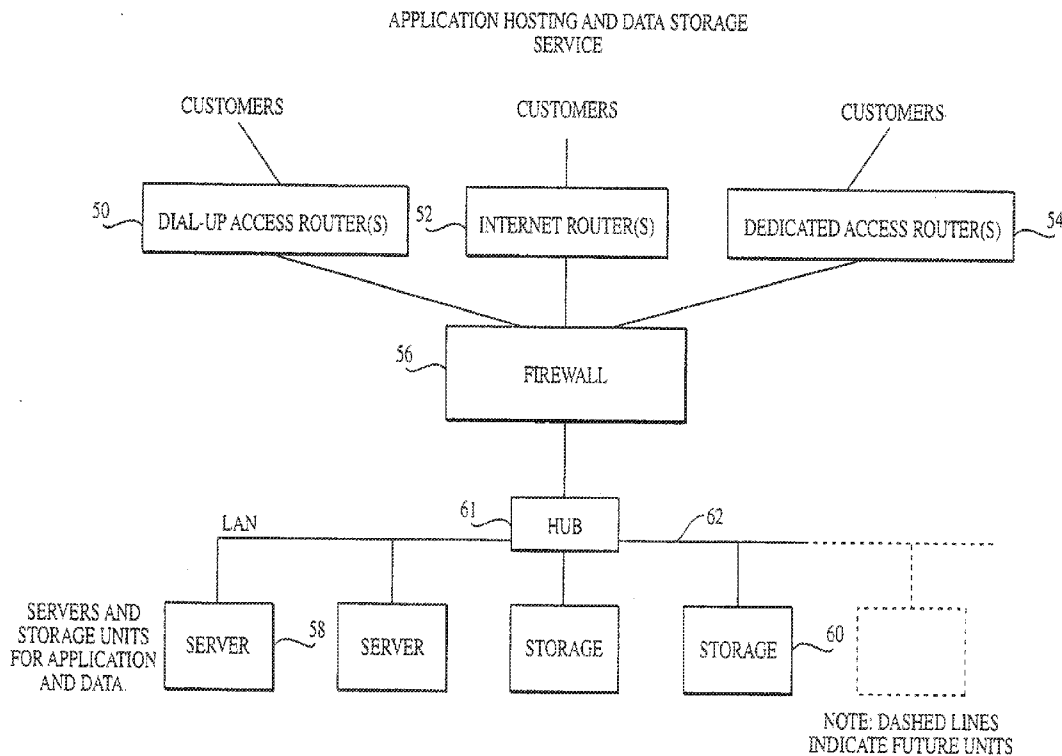 APPLICATION HOSTING AND DATA STORAGE
SERVICE
CUSTOMERS
CUSTOMERS
CUSTOMERS
50
DIAL-UP ACCESS ROUTER(S)
52
INTERNET ROUTER(S)
DEDICATED ACCESS ROUTER(S)
54
56
FIREWALL
61
HUB
62
LAN
SERVERS AND
STORAGE UNITS
FOR APPLICATION
AND DATA.
SERVER
58
SERVER
STORAGE
STORAGE
60
NOTE: DASHED LINES
INDICATE FUTURE UNITS